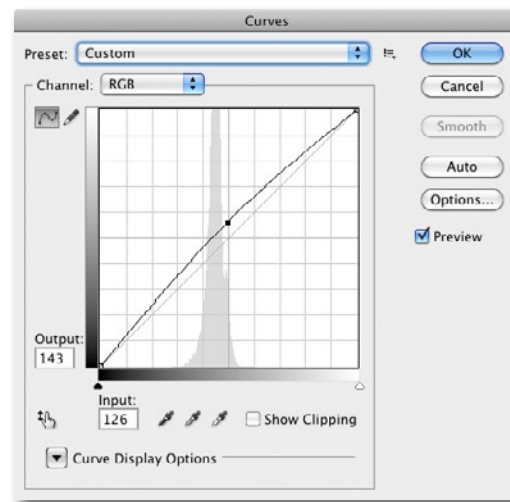 Curves
Preset: Custom
OK
Channel: RGB
Cancel
Smooth
Auto
Options...
Preview
Output:
143
Input:
126
Show Clipping
Curve Display Options